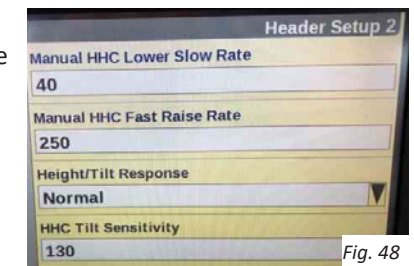 Header Setup 2
e
Manual HHC Lower Slow Rate
40
Manual HHC Fast Raise Rate
250
Height/Tilt Response
Normal
HHC Tilt Sensitivity
130
Fig. 48